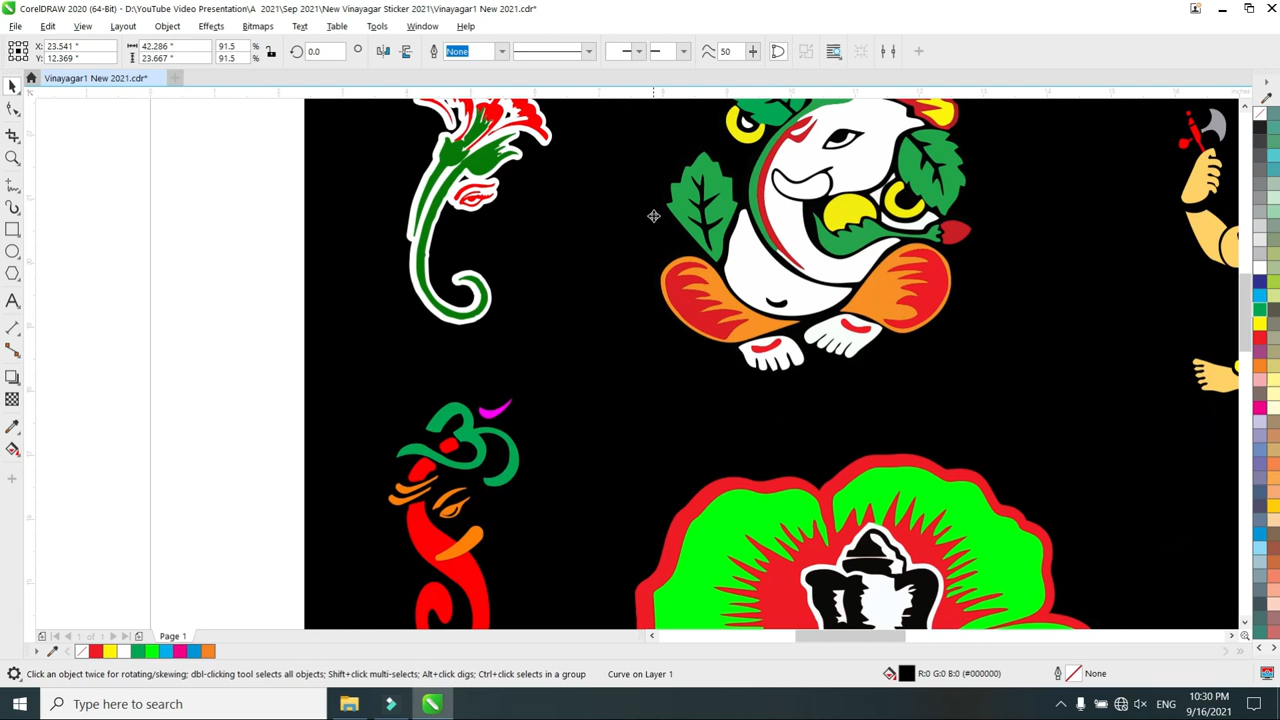 CorelDRAW 2020 (64-Bit) - D:\YouTube Video Presentation\A  2021\Sep 2021\New Vinayagar Sticker 2021\Vinayagar1 New 2021.cdr*
File Edit View Layout Object Effects Bitmaps Text Table Tools Window Help
X: 23.541 " 42.286 " 91.5 % 0.0 None 50
Y: 12.369 " 23.667 " 91.5 %
Vinayagar1 New 2021.cdr*
inches
1 of 1 Page 1
Click an object twice for rotating/skewing; dbl-clicking tool selects all objects; Shift+click multi-selects; Alt+click digs; Ctrl+click selects in a group Curve on Layer 1 R:0 G:0 B:0 (#000000) None
Type here to search ENG 10:30 PM
9/16/2021